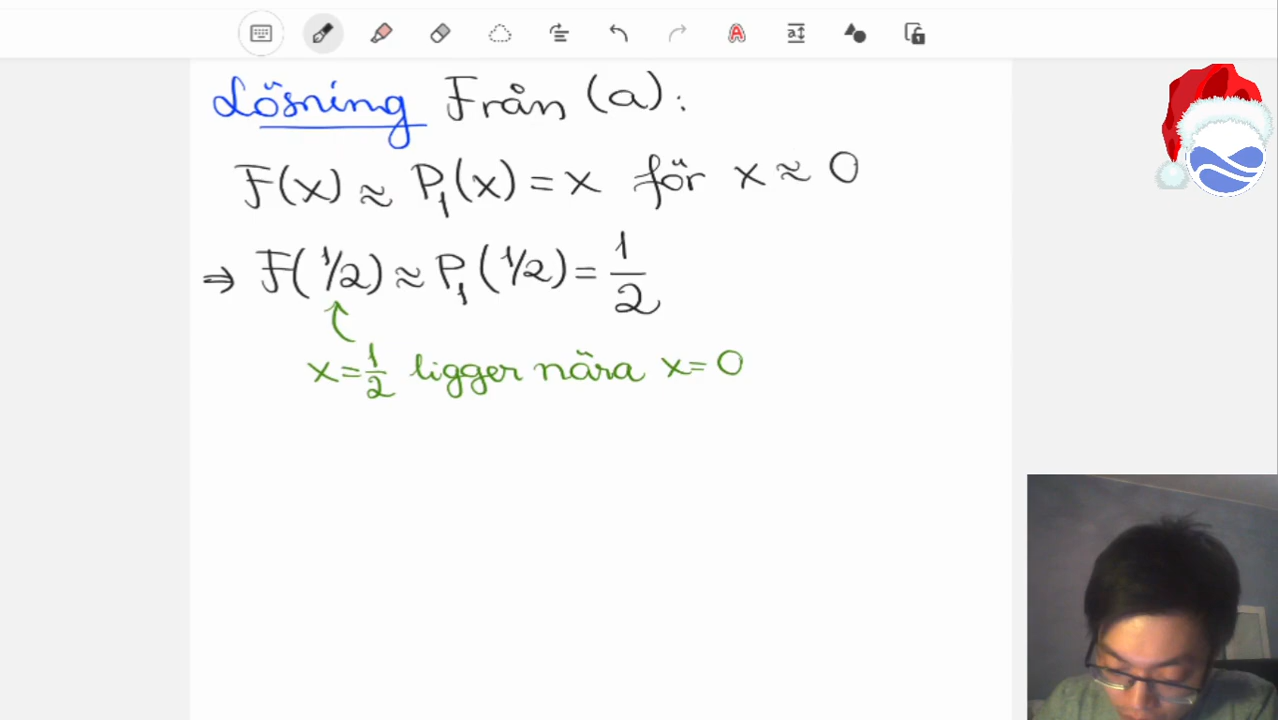 Lösning Från (a):
F(x) ≈ P₁(x) = x för x ≈ 0
⇒ F(1/2) ≈ P₁(1/2) = 1/2
x = 1/2 ligger nära x = 0